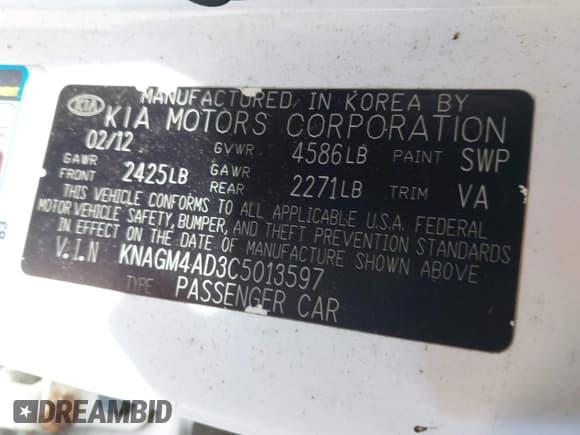 MANUFACTURED IN KOREA BY
KIA KIA MOTORS CORPORATION
02/12 GVWR 4586LB PAINT SWP
GAWR FRONT 2425LB GAWR REAR 2271LB TRIM VA
THIS VEHICLE CONFORMS TO ALL APPLICABLE U.S.A. FEDERAL
MOTOR VEHICLE SAFETY, BUMPER, AND THEFT PREVENTION STANDARDS
IN EFFECT ON THE DATE OF MANUFACTURE SHOWN ABOVE
V.I.N KNAGM4AD3C5013597
TYPE PASSENGER CAR
83
DREAMBID